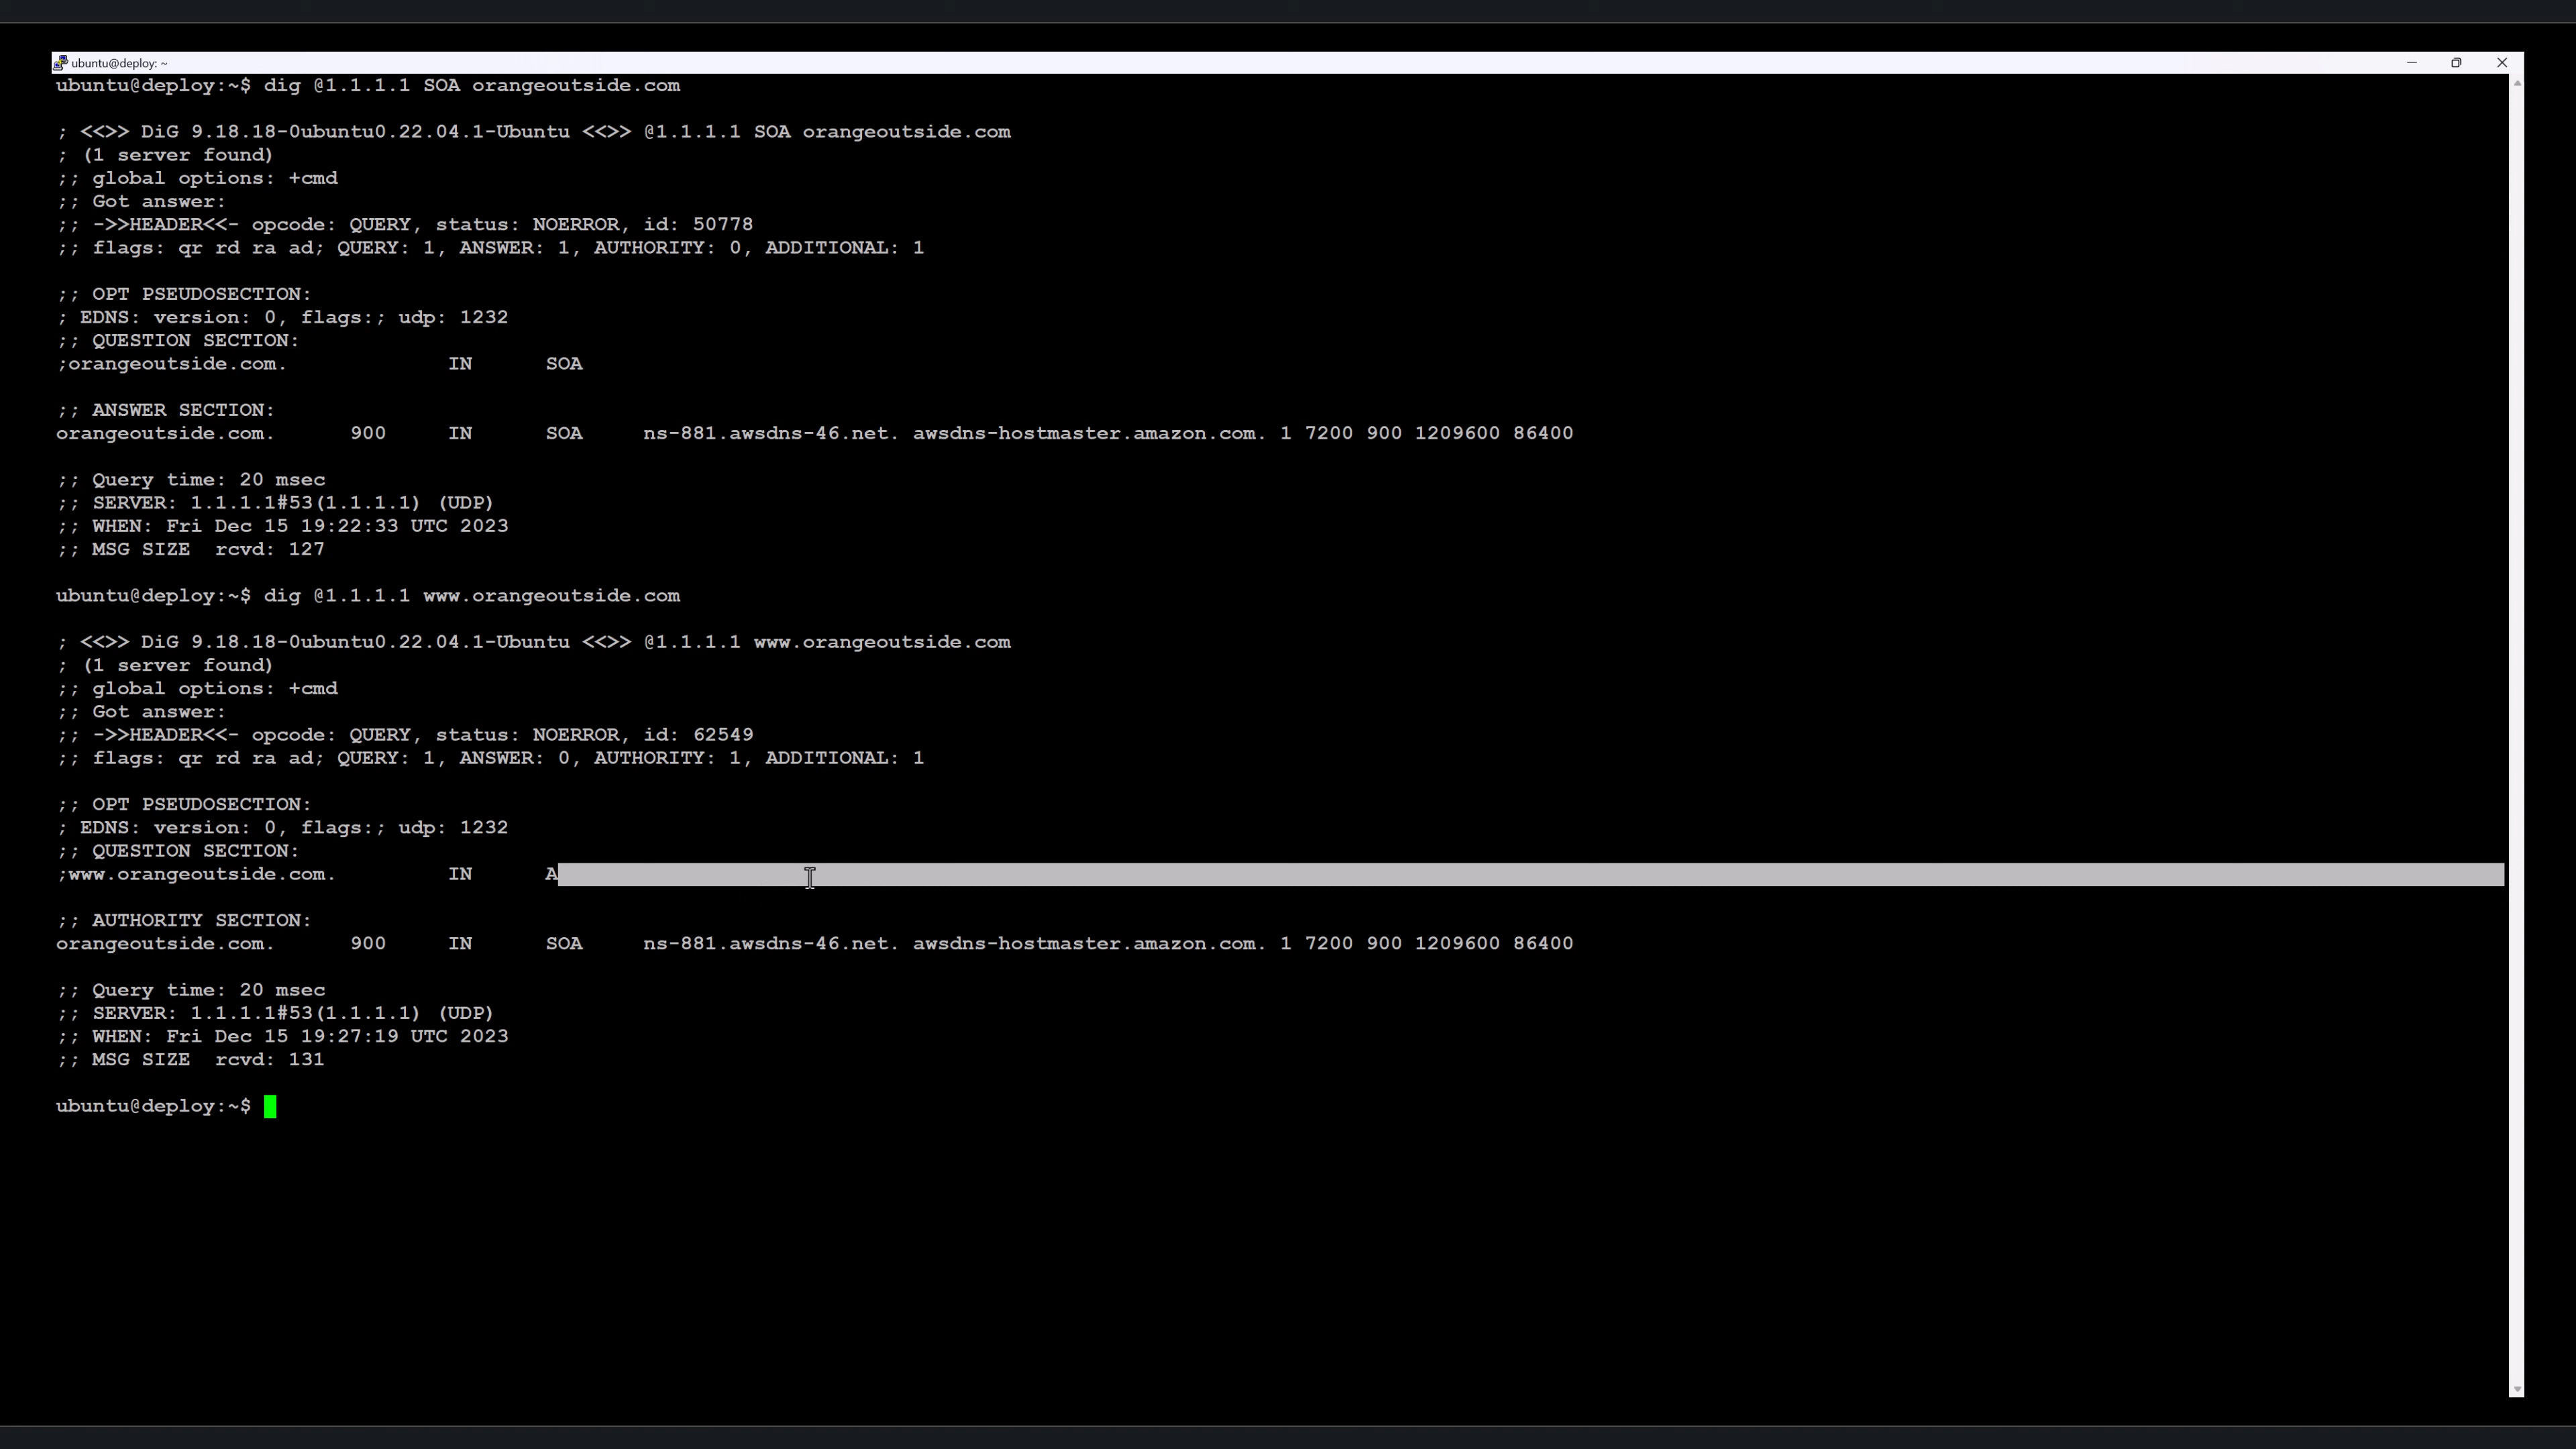 ubuntu@deploy: ~
ubuntu@deploy:~$ dig @1.1.1.1 SOA orangeoutside.com
; <<>> DiG 9.18.18-0ubuntu0.22.04.1-Ubuntu <<>> @1.1.1.1 SOA orangeoutside.com
; (1 server found)
;; global options: +cmd
;; Got answer:
;; ->>HEADER<<- opcode: QUERY, status: NOERROR, id: 50778
;; flags: qr rd ra ad; QUERY: 1, ANSWER: 1, AUTHORITY: 0, ADDITIONAL: 1
;; OPT PSEUDOSECTION:
; EDNS: version: 0, flags:; udp: 1232
;; QUESTION SECTION:
;orangeoutside.com. IN SOA
;; ANSWER SECTION:
orangeoutside.com. 900 IN SOA ns-881.awsdns-46.net. awsdns-hostmaster.amazon.com. 1 7200 900 1209600 86400
;; Query time: 20 msec
;; SERVER: 1.1.1.1#53(1.1.1.1) (UDP)
;; WHEN: Fri Dec 15 19:22:33 UTC 2023
;; MSG SIZE  rcvd: 127
ubuntu@deploy:~$ dig @1.1.1.1 www.orangeoutside.com
; <<>> DiG 9.18.18-0ubuntu0.22.04.1-Ubuntu <<>> @1.1.1.1 www.orangeoutside.com
; (1 server found)
;; global options: +cmd
;; Got answer:
;; ->>HEADER<<- opcode: QUERY, status: NOERROR, id: 62549
;; flags: qr rd ra ad; QUERY: 1, ANSWER: 0, AUTHORITY: 1, ADDITIONAL: 1
;; OPT PSEUDOSECTION:
; EDNS: version: 0, flags:; udp: 1232
;; QUESTION SECTION:
;www.orangeoutside.com. IN A
;; AUTHORITY SECTION:
orangeoutside.com. 900 IN SOA ns-881.awsdns-46.net. awsdns-hostmaster.amazon.com. 1 7200 900 1209600 86400
;; Query time: 20 msec
;; SERVER: 1.1.1.1#53(1.1.1.1) (UDP)
;; WHEN: Fri Dec 15 19:27:19 UTC 2023
;; MSG SIZE  rcvd: 131
ubuntu@deploy:~$